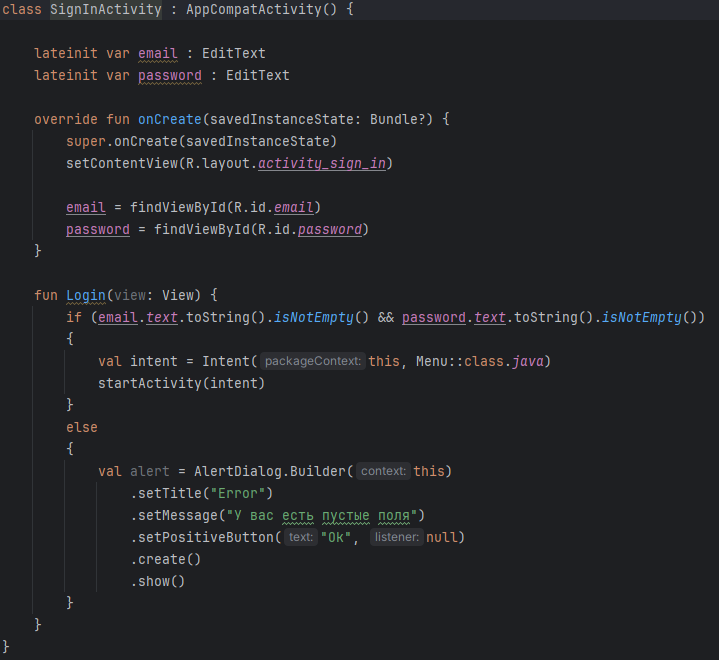 class SignInActivity : AppCompatActivity() {
lateinit var email : EditText
lateinit var password : EditText
override fun onCreate(savedInstanceState: Bundle?) {
super.onCreate(savedInstanceState)
setContentView(R.layout.activity_sign_in)
email = findViewById(R.id.email)
password = findViewById(R.id.password)
}
fun Login(view: View) {
if (email.text.toString().isNotEmpty() && password.text.toString().isNotEmpty())
{
val intent = Intent( packageContext: this, Menu::class.java)
startActivity(intent)
}
else
{
val alert = AlertDialog.Builder( context: this)
.setTitle("Error")
.setMessage("У вас есть пустые поля")
.setPositiveButton( text: "Ok", listener: null)
.create()
.show()
}
}
}